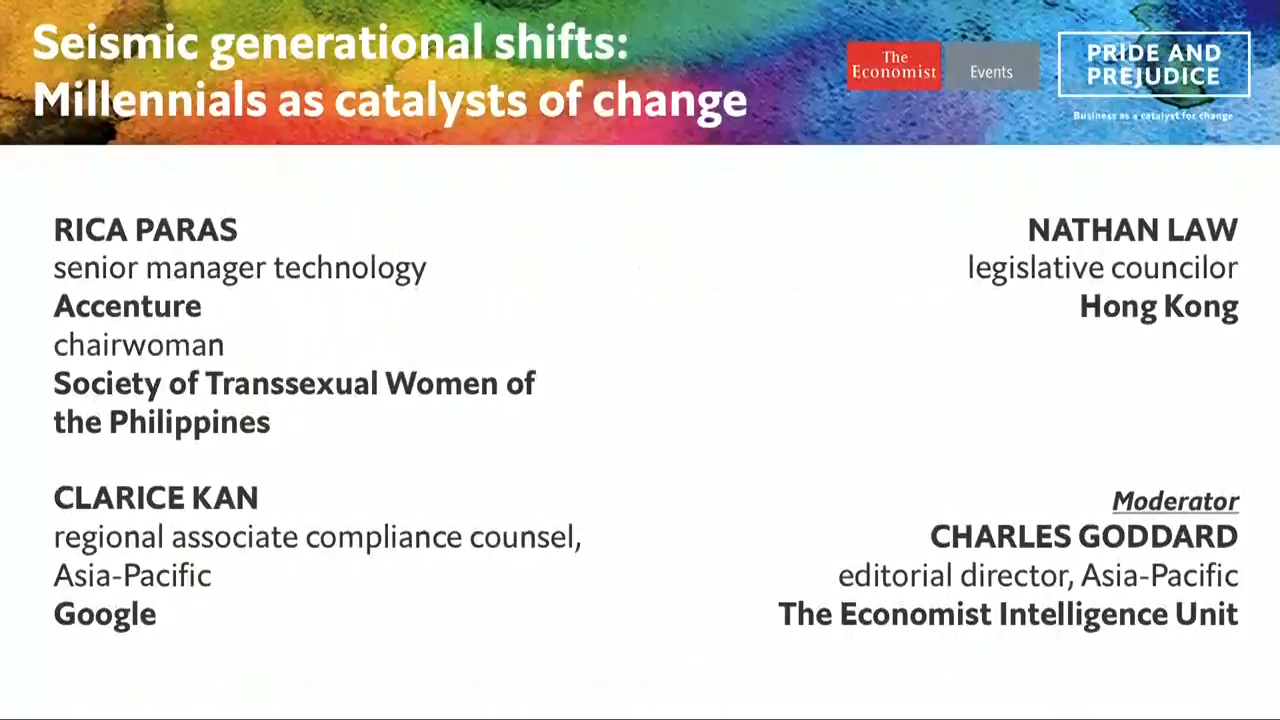 Seismic generational shifts:
Millennials as catalysts of change
The
Economist
Events
PRIDE AND
PREJUDICE
Business as a catalyst for change
RICA PARAS
senior manager technology
Accenture
chairwoman
Society of Transsexual Women of
the Philippines
CLARICE KAN
regional associate compliance counsel,
Asia-Pacific
Google
NATHAN LAW
legislative councilor
Hong Kong
Moderator
CHARLES GODDARD
editorial director, Asia-Pacific
The Economist Intelligence Unit